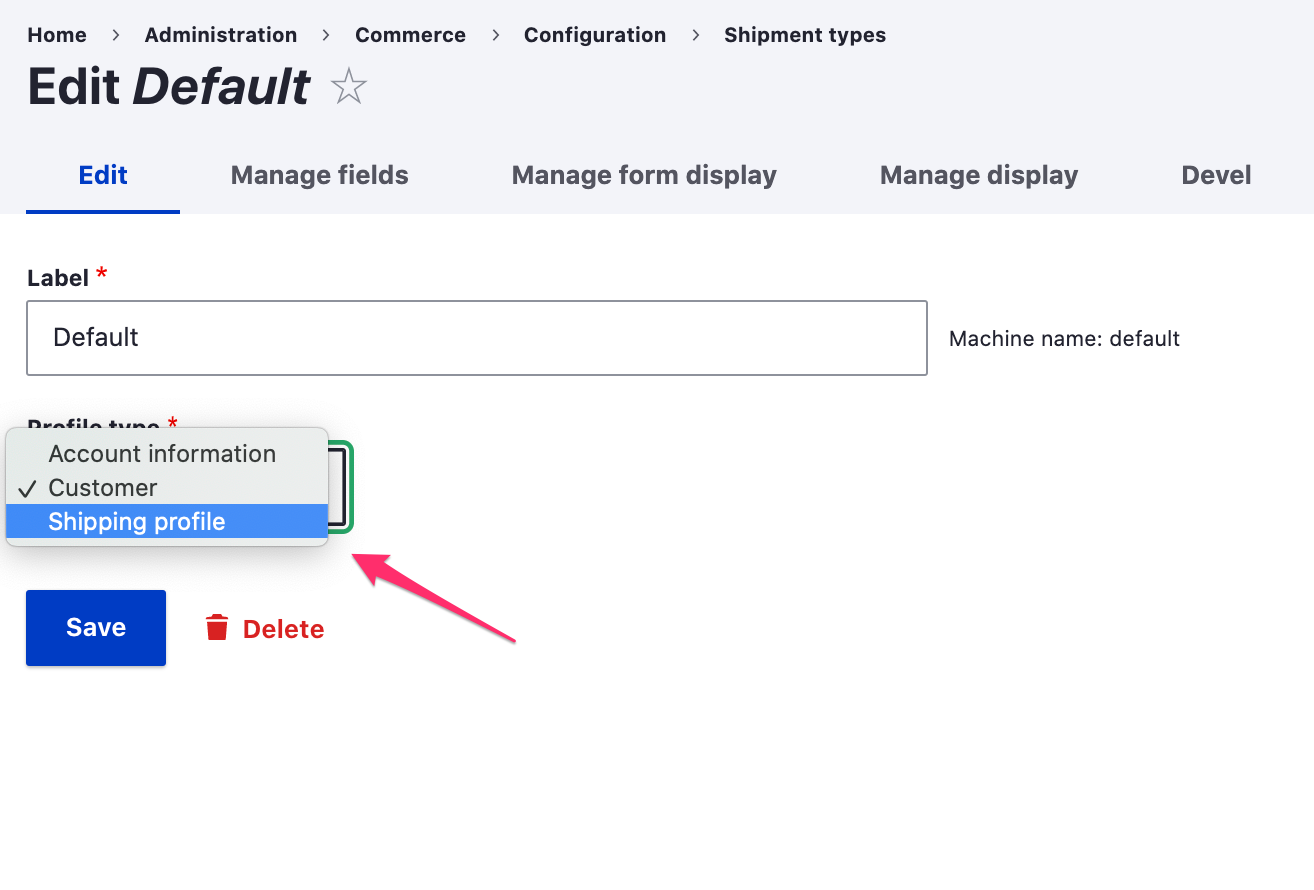 Home > Administration > Commerce > Configuration > Shipment types
Edit Default
Edit Manage fields Manage form display Manage display Devel
Label *
Default
Machine name: default
Profile type *
Account information
✓ Customer
Shipping profile
Save Delete